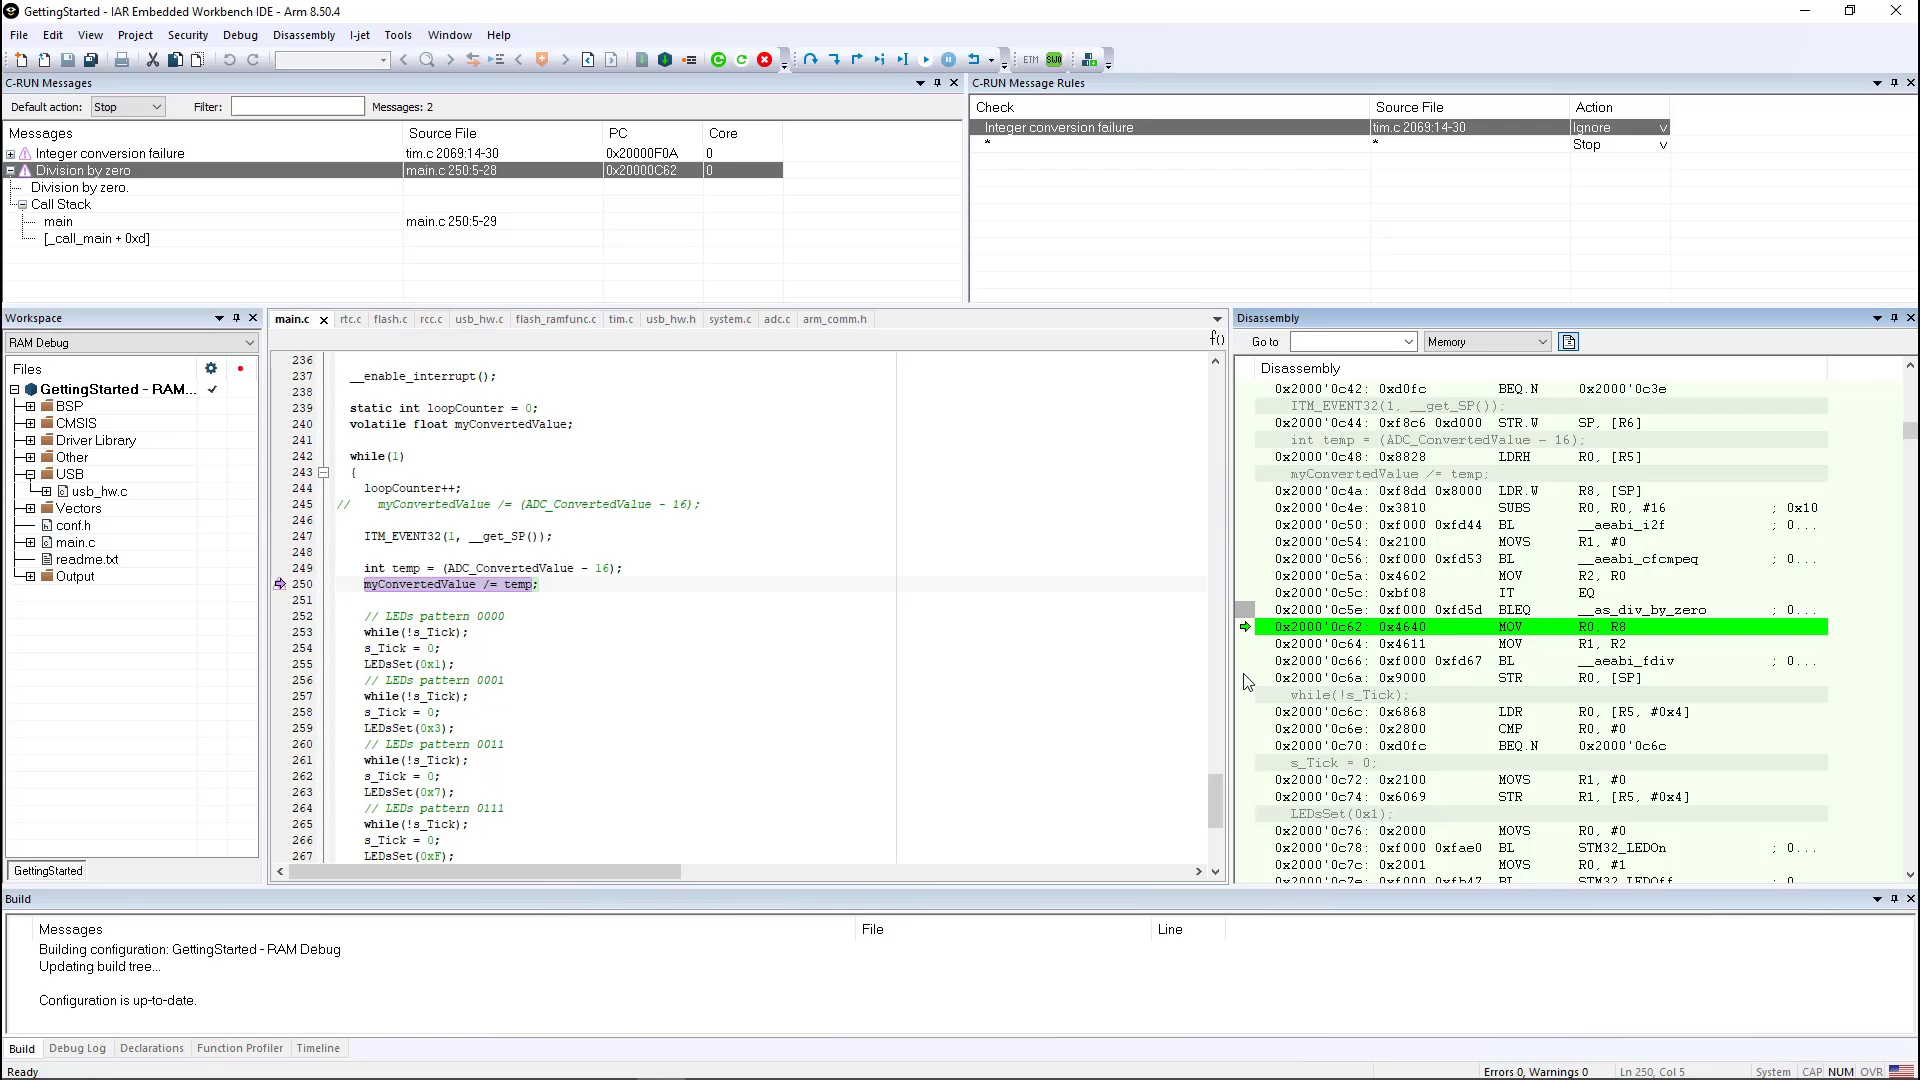 GettingStarted - IAR Embedded Workbench IDE - Arm 8.50.4
File Edit View Project Security Debug Disassembly I-jet Tools Window Help
ETM SWO
C-RUN Messages
Default action: Stop Filter: Messages: 2
Messages Source File PC Core
Integer conversion failure tim.c 2069:14-30 0x20000F0A 0
Division by zero main.c 250:5-28 0x20000C62 0
Division by zero.
Call Stack
main main.c 250:5-29
[_call_main + 0xd]
C-RUN Message Rules
Check Source File Action
Integer conversion failure tim.c 2069:14-30 Ignore v
* * Stop v
Workspace
RAM Debug
Files
GettingStarted - RAM...
BSP
CMSIS
Driver Library
Other
USB
usb_hw.c
Vectors
conf.h
main.c
readme.txt
Output
GettingStarted
main.c rtc.c flash.c rcc.c usb_hw.c flash_ramfunc.c tim.c usb_hw.h system.c adc.c arm_comm.h
f()
236
237 __enable_interrupt();
238
239 static int loopCounter = 0;
240 volatile float myConvertedValue;
241
242 while(1)
243 {
244 loopCounter++;
245 // myConvertedValue /= (ADC_ConvertedValue - 16);
246
247 ITM_EVENT32(1, __get_SP());
248
249 int temp = (ADC_ConvertedValue - 16);
250 myConvertedValue /= temp;
251
252 // LEDs pattern 0000
253 while(!s_Tick);
254 s_Tick = 0;
255 LEDsSet(0x1);
256 // LEDs pattern 0001
257 while(!s_Tick);
258 s_Tick = 0;
259 LEDsSet(0x3);
260 // LEDs pattern 0011
261 while(!s_Tick);
262 s_Tick = 0;
263 LEDsSet(0x7);
264 // LEDs pattern 0111
265 while(!s_Tick);
266 s_Tick = 0;
267 LEDsSet(0xF);
Disassembly
Go to Memory
Disassembly
0x2000'0c42: 0xd0fc BEQ.N 0x2000'0c3e
ITM_EVENT32(1, __get_SP());
0x2000'0c44: 0xf8c6 0xd000 STR.W SP, [R6]
int temp = (ADC_ConvertedValue - 16);
0x2000'0c48: 0x8828 LDRH R0, [R5]
myConvertedValue /= temp;
0x2000'0c4a: 0xf8dd 0x8000 LDR.W R8, [SP]
0x2000'0c4e: 0x3810 SUBS R0, R0, #16 ; 0x10
0x2000'0c50: 0xf000 0xfd44 BL __aeabi_i2f ; 0...
0x2000'0c54: 0x2100 MOVS R1, #0
0x2000'0c56: 0xf000 0xfd53 BL __aeabi_cfcmpeq ; 0...
0x2000'0c5a: 0x4602 MOV R2, R0
0x2000'0c5c: 0xbf08 IT EQ
0x2000'0c5e: 0xf000 0xfd5d BLEQ __as_div_by_zero ; 0...
0x2000'0c62: 0x4640 MOV R0, R8
0x2000'0c64: 0x4611 MOV R1, R2
0x2000'0c66: 0xf000 0xfd67 BL __aeabi_fdiv ; 0...
0x2000'0c6a: 0x9000 STR R0, [SP]
while(!s_Tick);
0x2000'0c6c: 0x6868 LDR R0, [R5, #0x4]
0x2000'0c6e: 0x2800 CMP R0, #0
0x2000'0c70: 0xd0fc BEQ.N 0x2000'0c6c
s_Tick = 0;
0x2000'0c72: 0x2100 MOVS R1, #0
0x2000'0c74: 0x6069 STR R1, [R5, #0x4]
LEDsSet(0x1);
0x2000'0c76: 0x2000 MOVS R0, #0
0x2000'0c78: 0xf000 0xfae0 BL STM32_LEDOn ; 0...
0x2000'0c7c: 0x2001 MOVS R0, #1
0x2000'0c7e: 0xf000 0xfb47 BL STM32_LEDOff ; 0
Build
Messages File Line
Building configuration: GettingStarted - RAM Debug
Updating build tree...
Configuration is up-to-date.
Build Debug Log Declarations Function Profiler Timeline
Ready Errors 0, Warnings 0 Ln 250, Col 5 System CAP NUM OVR